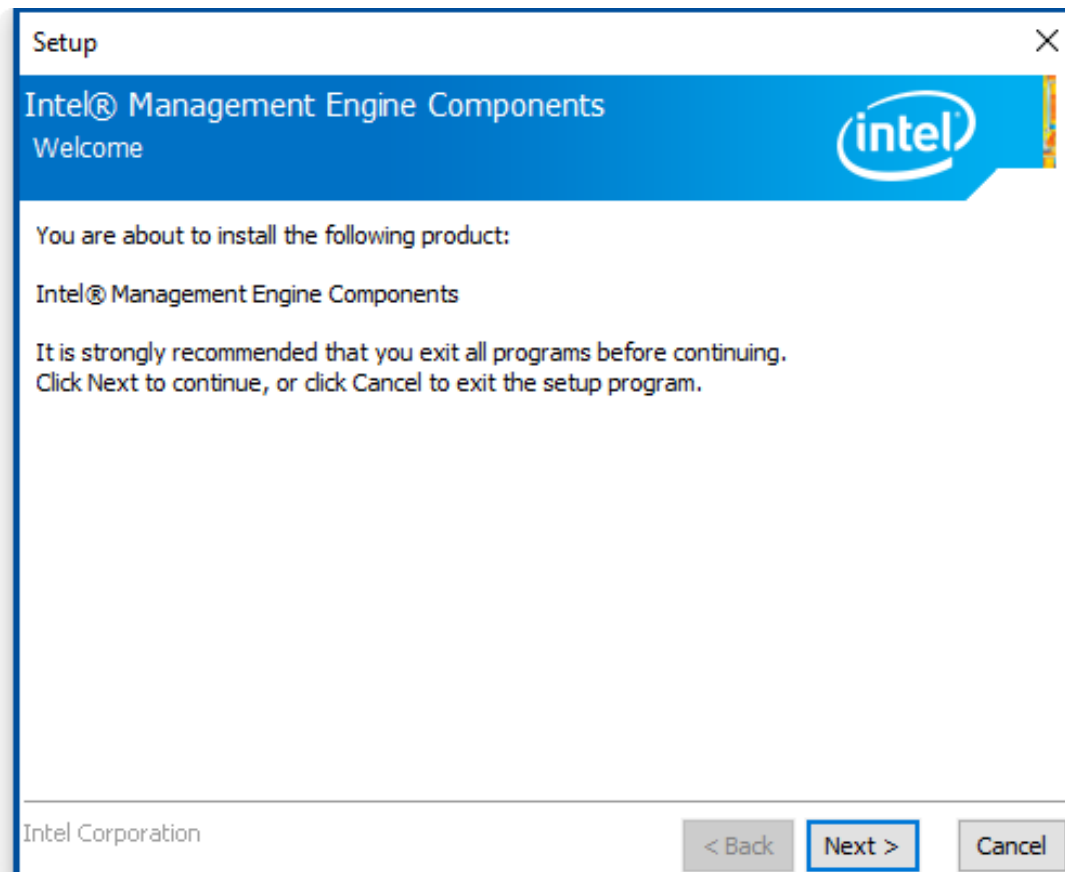 Setup
Intel® Management Engine Components
Welcome
intel
You are about to install the following product:
Intel® Management Engine Components
It is strongly recommended that you exit all programs before continuing.
Click Next to continue, or click Cancel to exit the setup program.
Intel Corporation
< Back Next > Cancel